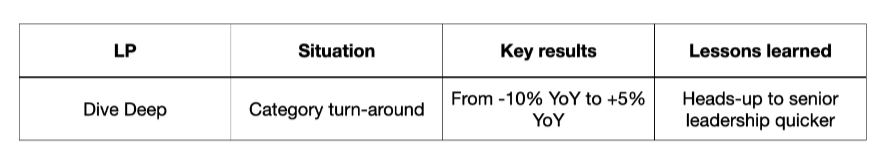 LP
Situation
Key results
Lessons learned
Dive Deep
Category turn-around
From -10% YoY to +5%
YoY
Heads-up to senior
leadership quicker